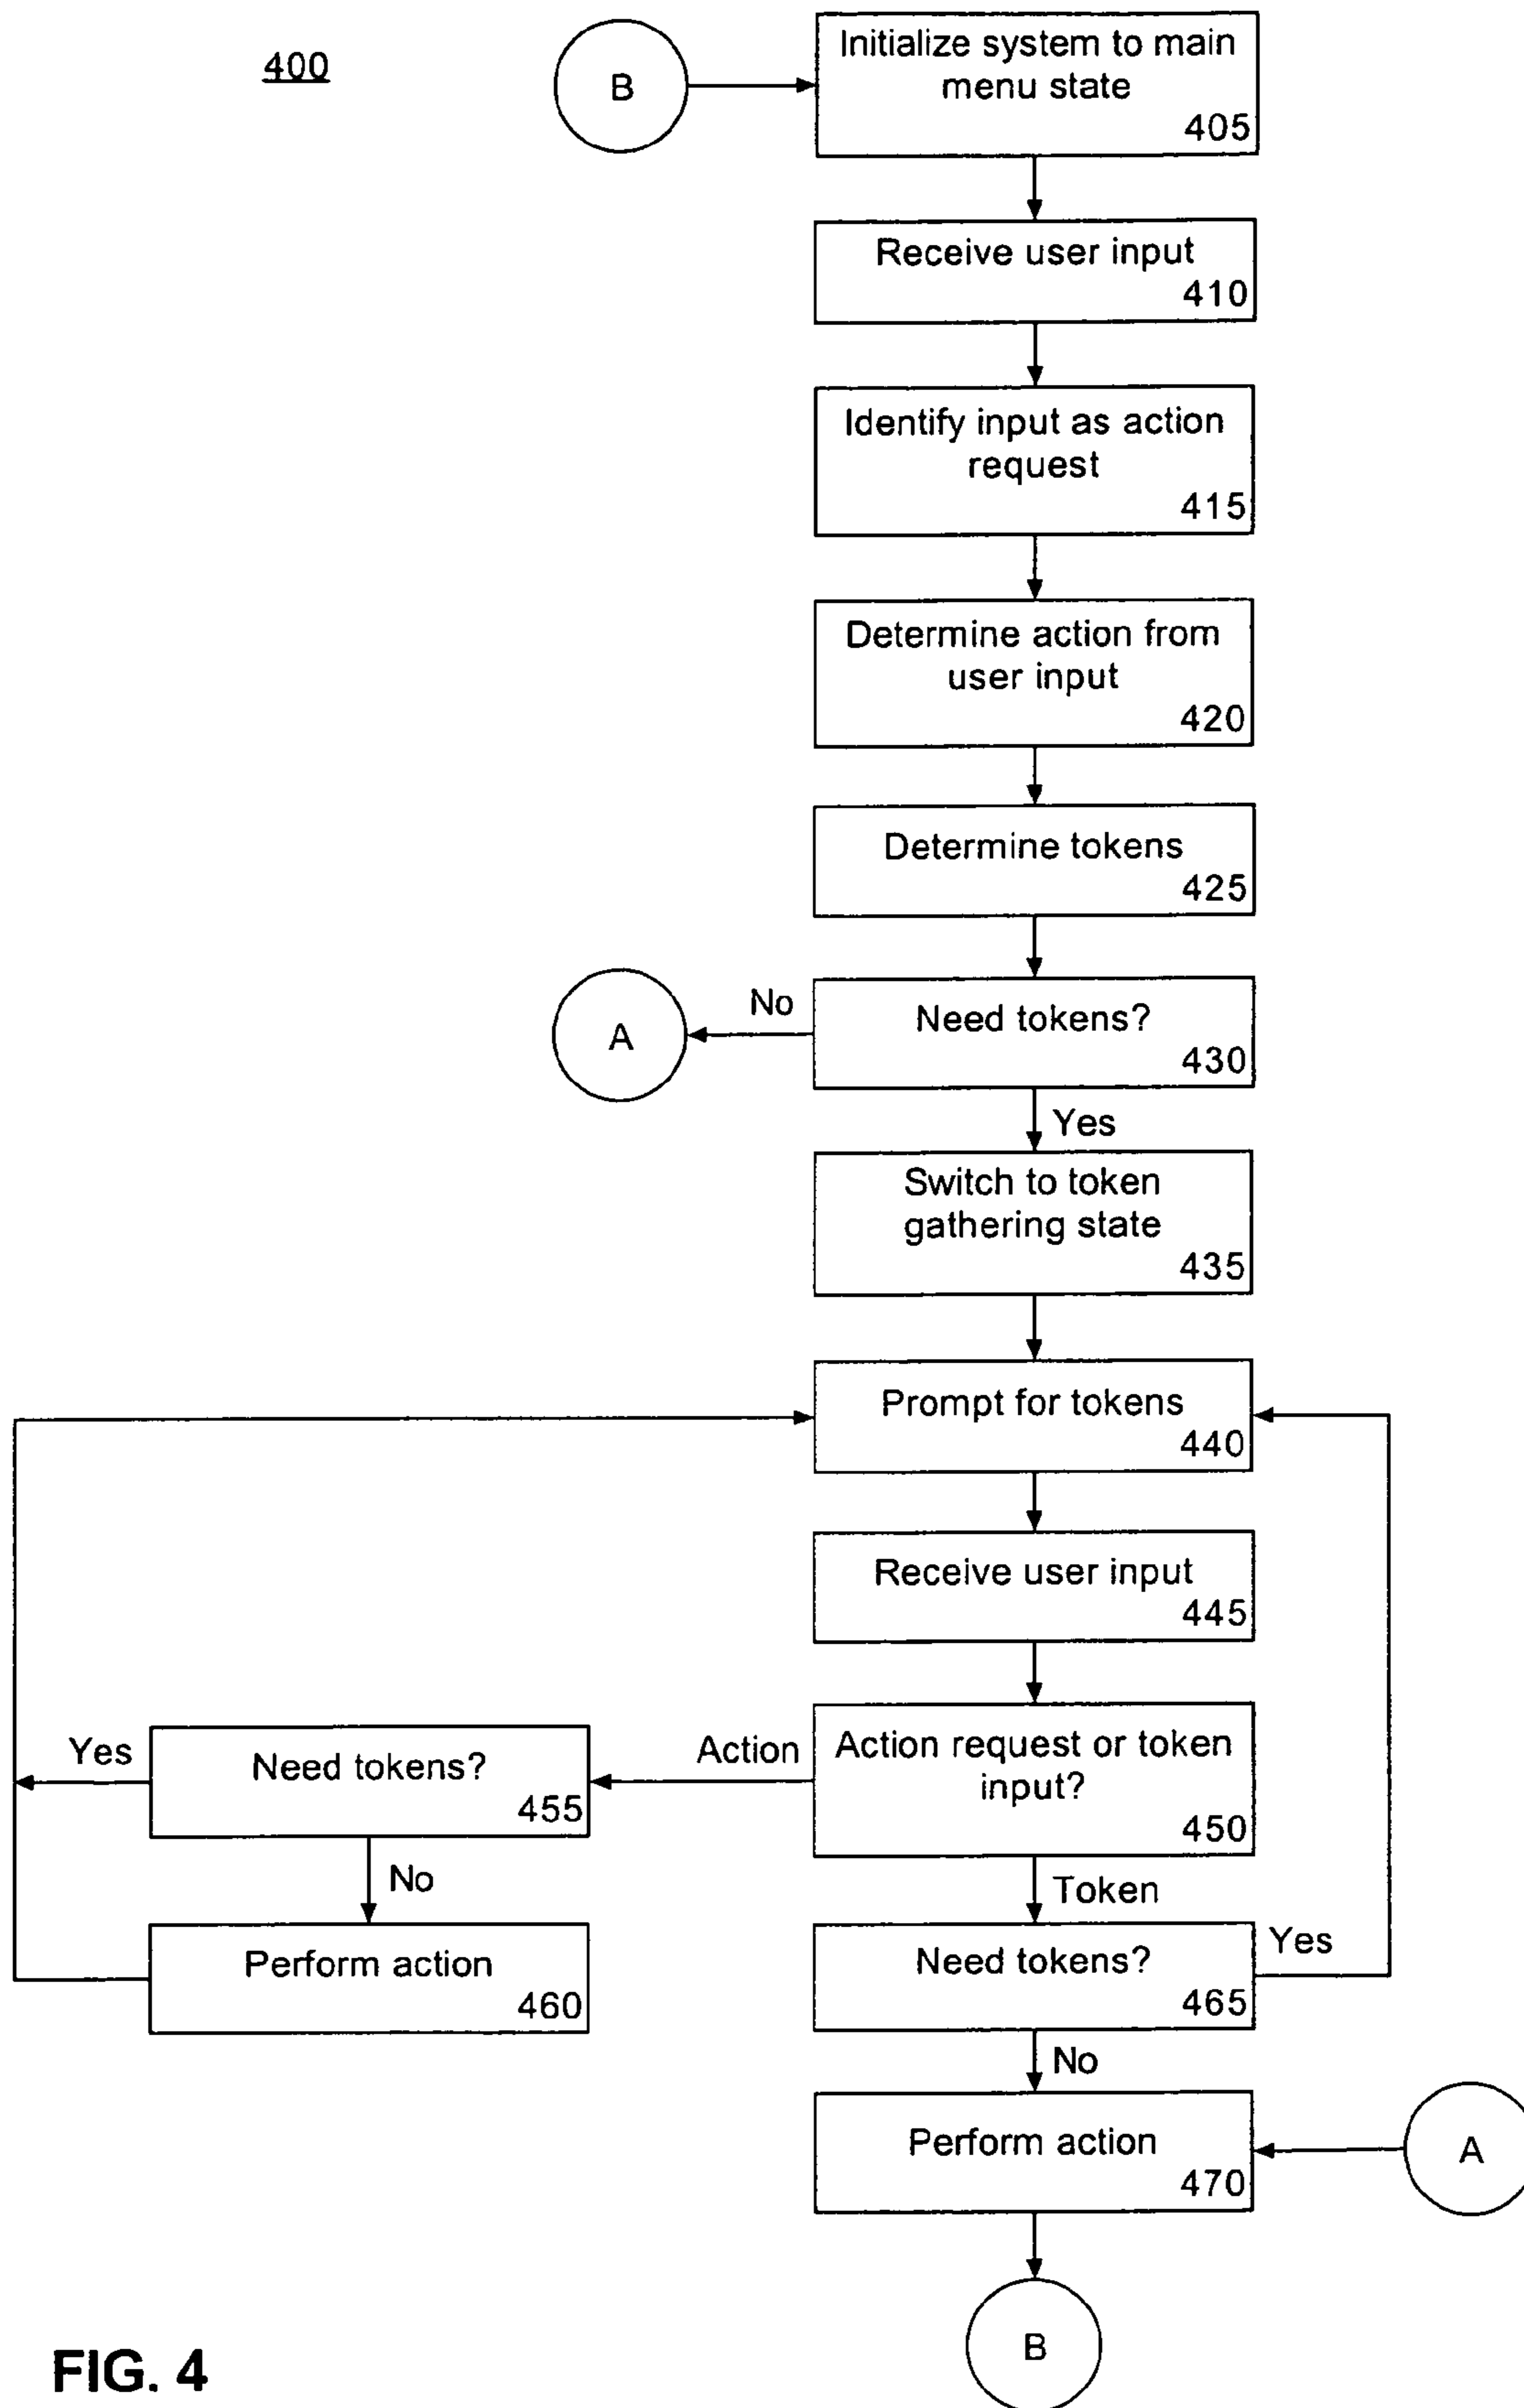 400
B
Initialize system to main
menu state
405
Receive user input
410
Identify input as action
request
415
Determine action from
user input
420
Determine tokens
425
A
No
Need tokens?
430
Yes
Switch to token
gathering state
435
Prompt for tokens
440
Receive user input
445
Yes
Need tokens?
455
Action
Action request or token
input?
450
No
Token
Perform action
460
Need tokens?
465
Yes
No
Perform action
470
A
B
FIG. 4